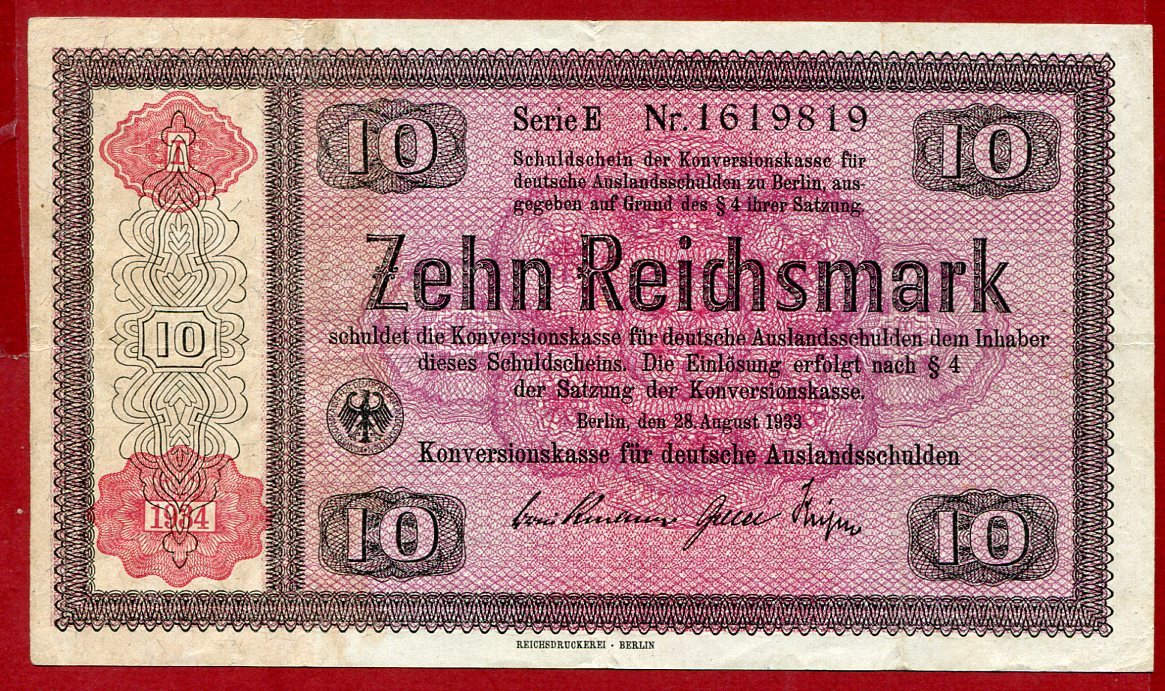 10
Serie E Nr. 1619819
10
Schuldschein der Konversionskasse für
deutsche Auslandsschulden zu Berlin, aus-
gegeben auf Grund des § 4 ihrer Satzung.
Zehn Reichsmark
10
schuldet die Konversionskasse für deutsche Auslandsschulden dem Inhaber
dieses Schuldscheins. Die Einlösung erfolgt nach § 4
der Satzung der Konversionskasse.
Berlin, den 28. August 1933
Konversionskasse für deutsche Auslandsschulden
1934
10
10
REICHSDRUCKEREI · BERLIN